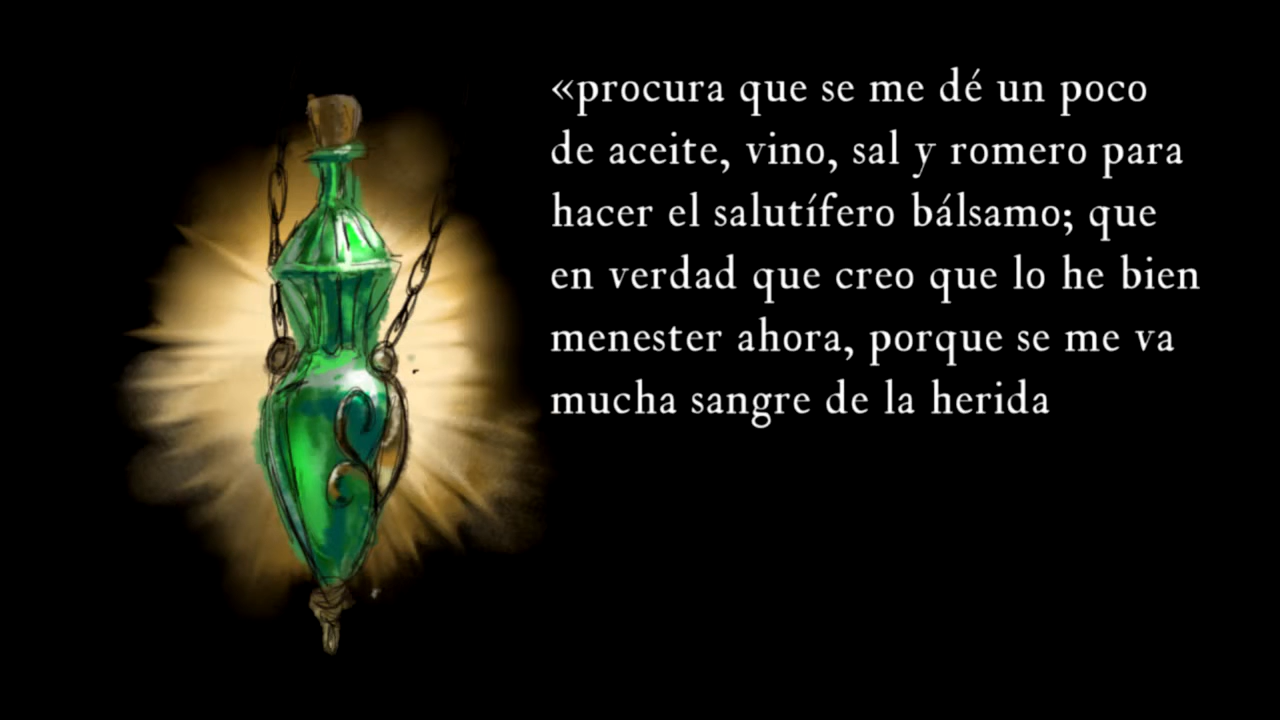 «procura que se me dé un poco
de aceite, vino, sal y romero para
hacer el salutífero bálsamo; que
en verdad que creo que lo he bien
menester ahora, porque se me va
mucha sangre de la herida